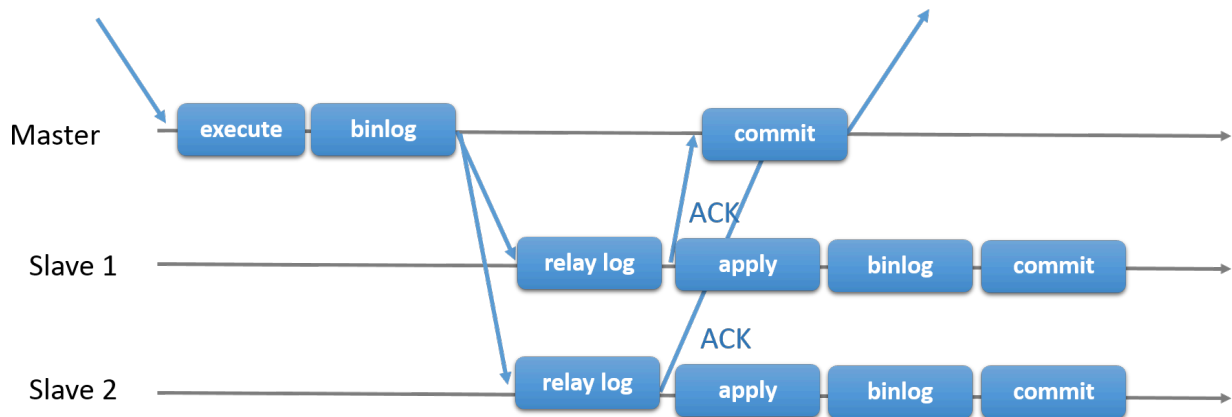 Master execute binlog commit
ACK
Slave 1 relay log apply binlog commit
ACK
Slave 2 relay log apply binlog commit